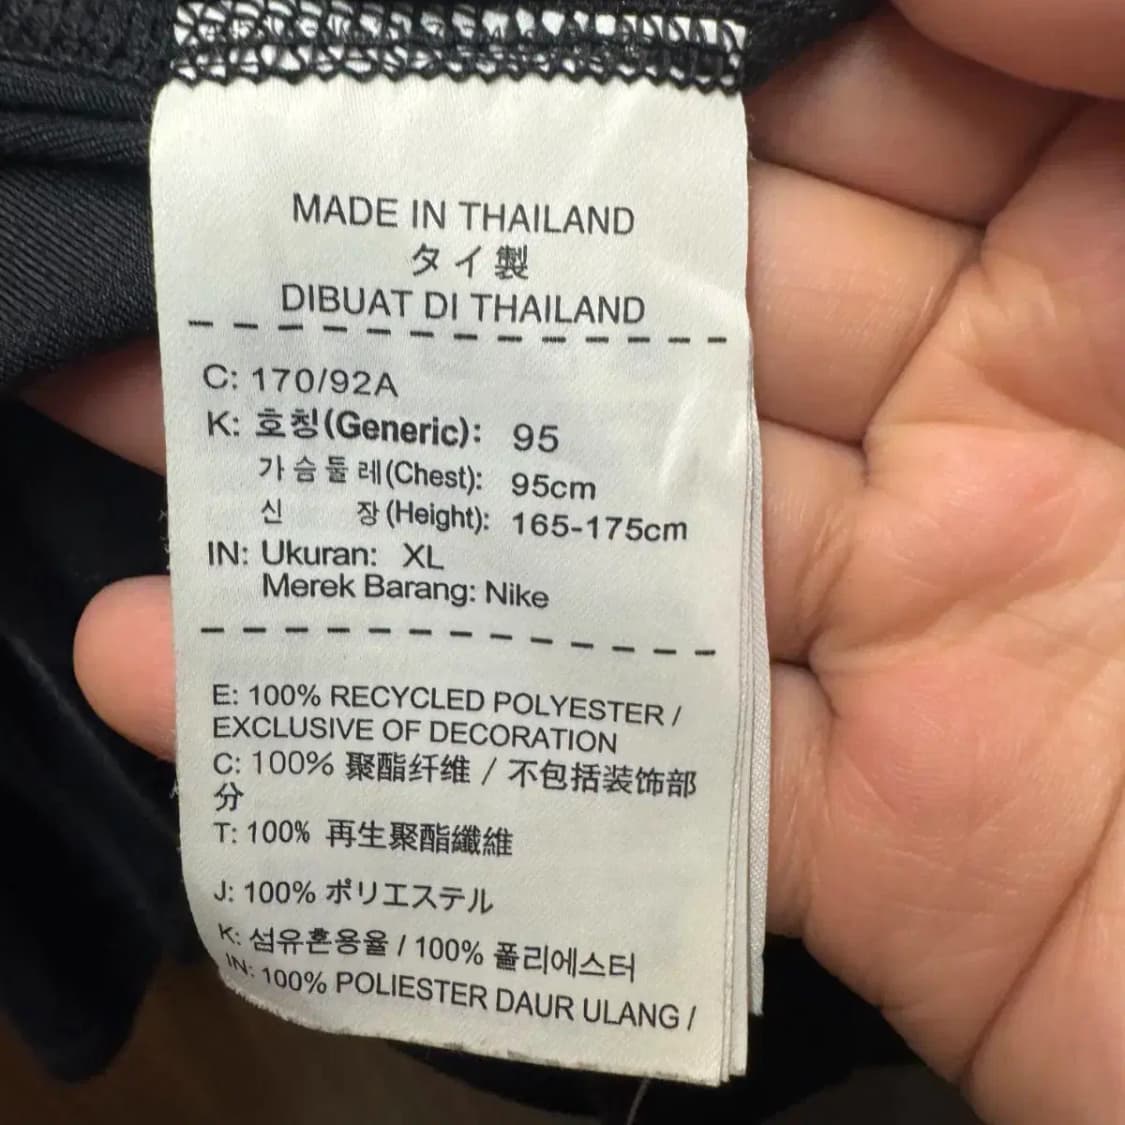 MADE IN THAILAND
タイ製
DIBUAT DI THAILAND
C: 170/92A
K: 호칭(Generic): 95
가슴둘레(Chest): 95cm
신 장(Height): 165-175cm
IN: Ukuran: XL
Merek Barang: Nike
E: 100% RECYCLED POLYESTER /
EXCLUSIVE OF DECORATION
C: 100% 聚酯纤维 / 不包括装饰部
分
T: 100% 再生聚酯纖維
J: 100% ポリエステル
K: 섬유혼용율 / 100% 폴리에스터
IN: 100% POLIESTER DAUR ULANG /